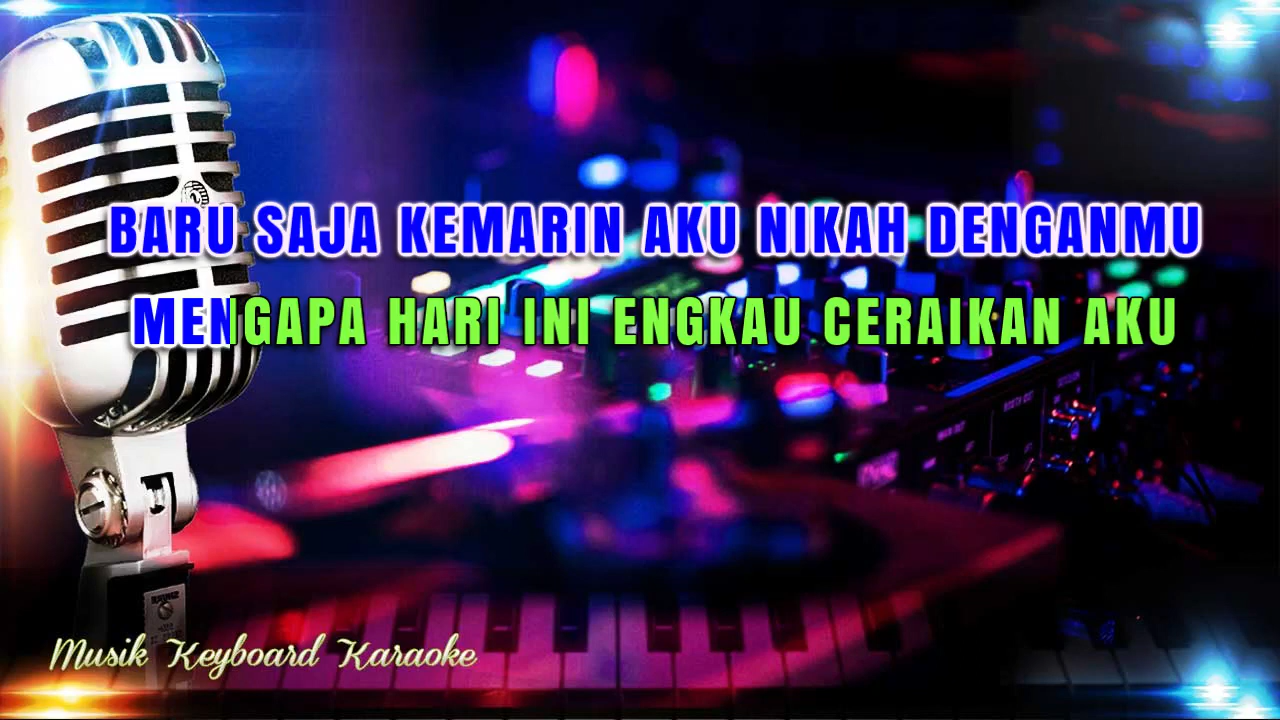 BARU SAJA KEMARIN AKU NIKAH DENGANMU
MENGAPA HARI INI ENGKAU CERAIKAN AKU
Musik Keyboard Karaoke